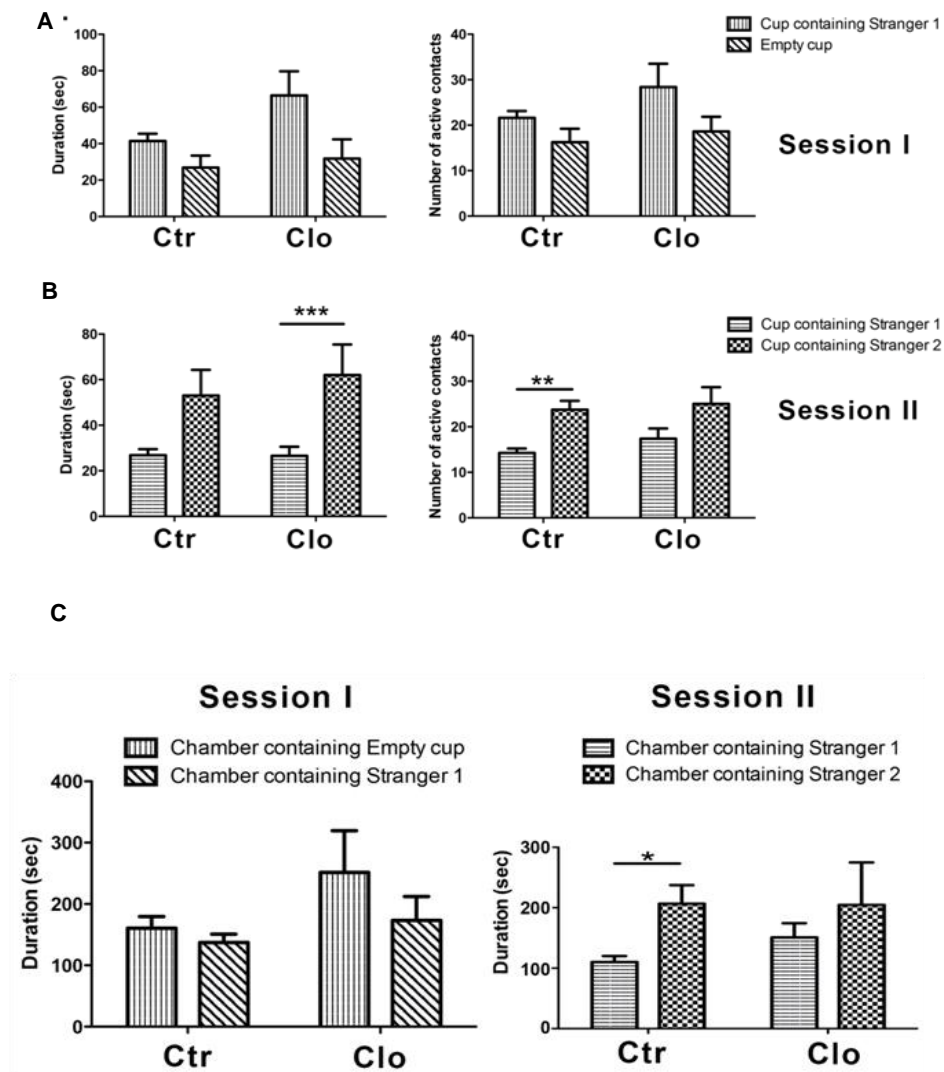 A
Duration (sec)
100
80
60
40
20
0
Ctr
Clo
Number of active contacts
40
30
20
10
0
Ctr
Clo
Cup containing Stranger 1
Empty cup
Session I
B
Duration (sec)
80
60
40
20
0
***
Ctr
Clo
Number of active contacts
40
30
20
10
0
**
Ctr
Clo
Cup containing Stranger 1
Cup containing Stranger 2
Session II
C
Session I
Chamber containing Empty cup
Chamber containing Stranger 1
Duration (sec)
400
300
200
100
0
Ctr
Clo
Session II
Chamber containing Stranger 1
Chamber containing Stranger 2
Duration (sec)
300
200
100
0
*
Ctr
Clo